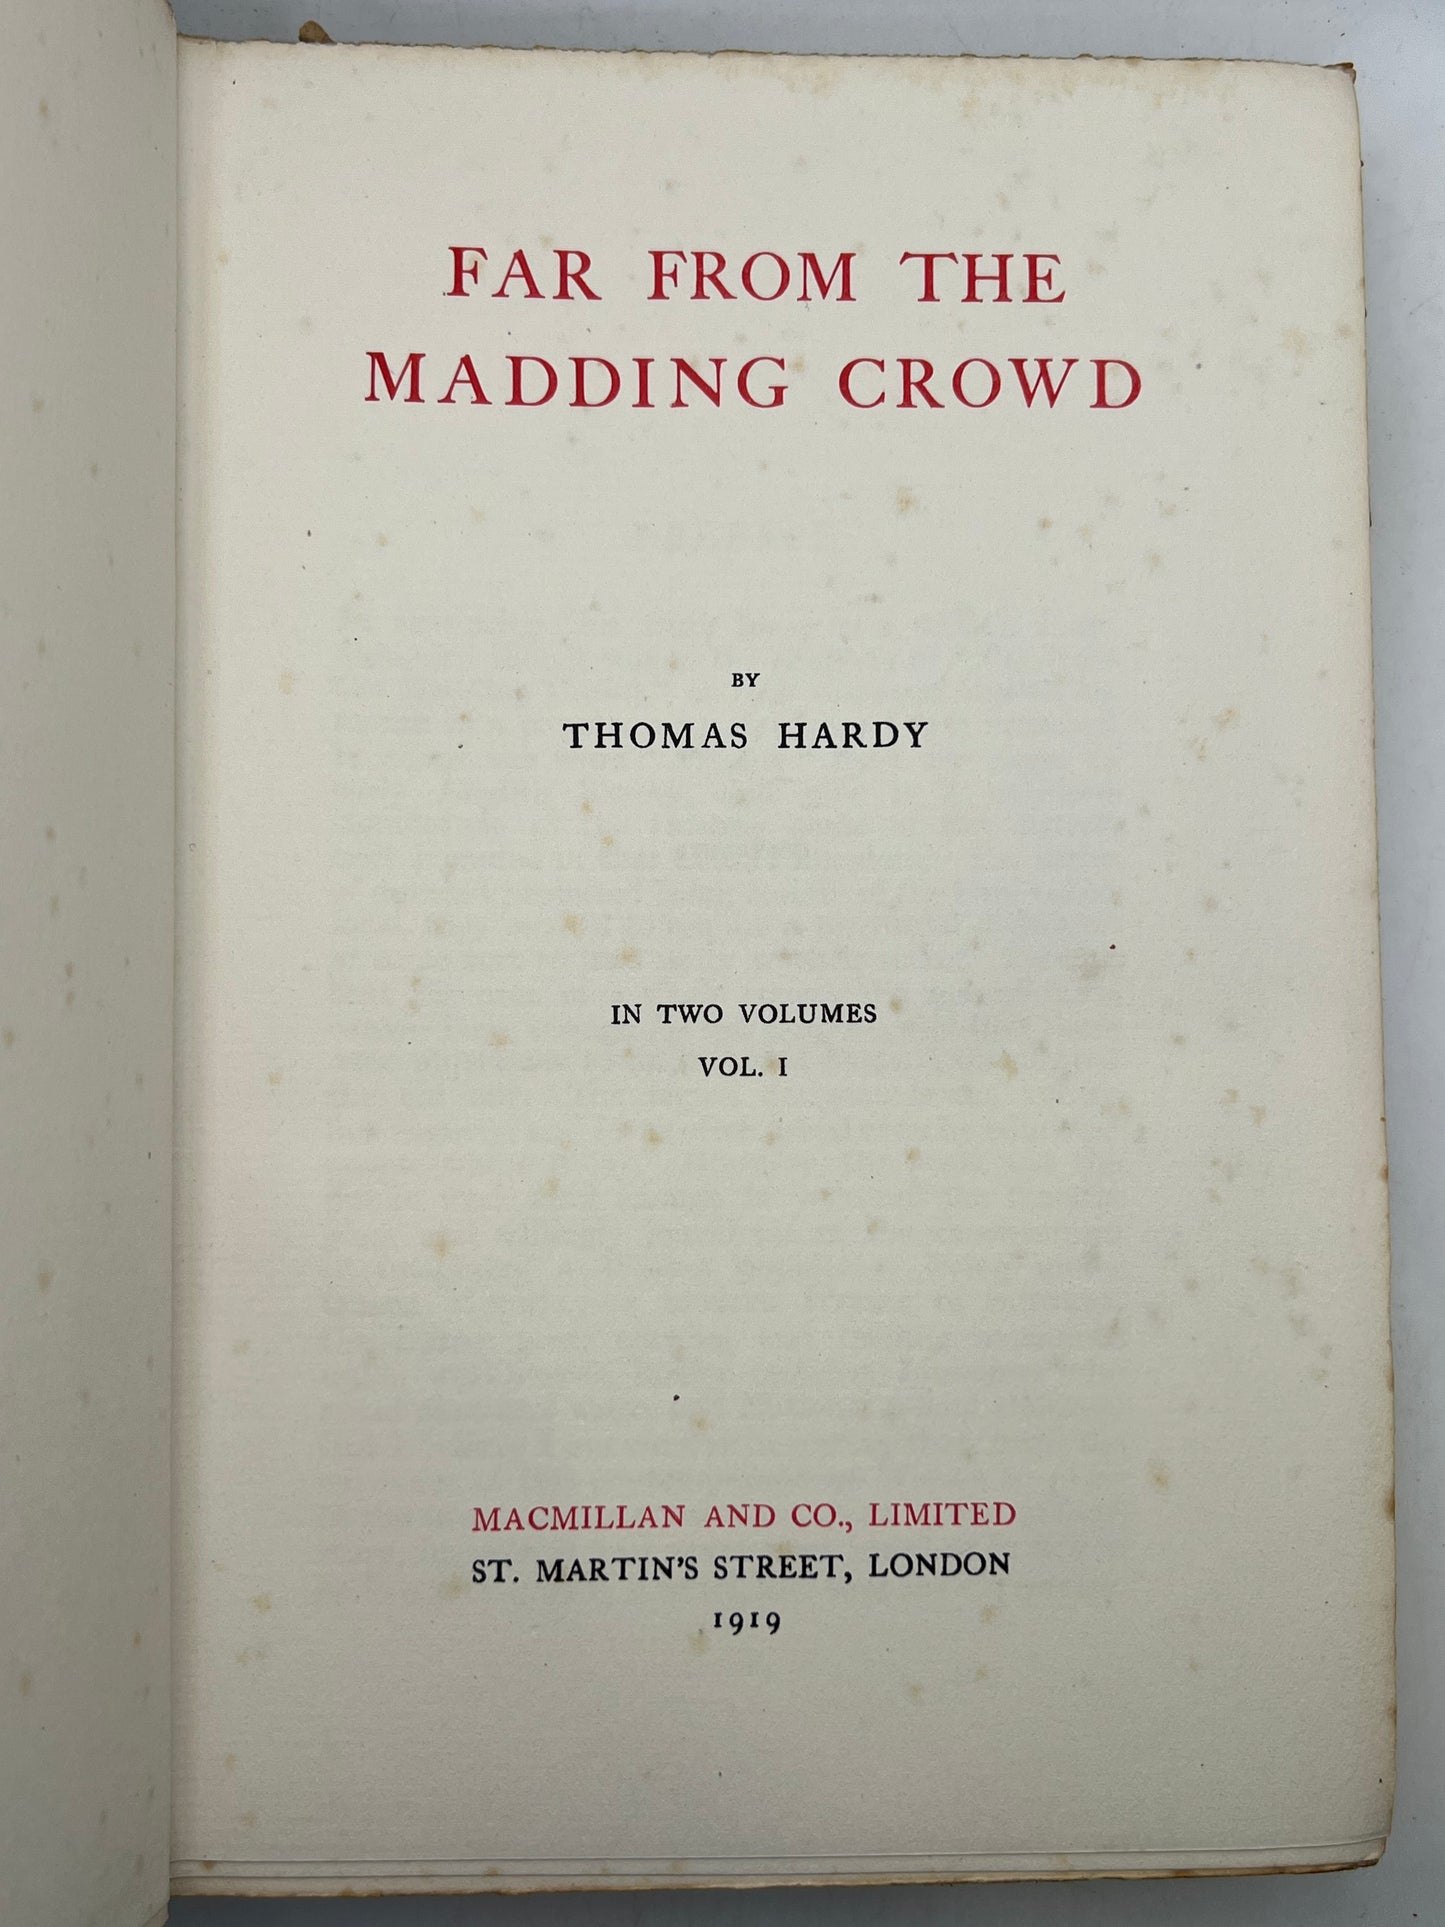 FAR FROM THE
MADDING CROWD
BY
THOMAS HARDY
IN TWO VOLUMES
VOL. I
MACMILLAN AND CO., LIMITED
ST. MARTIN'S STREET, LONDON
1919